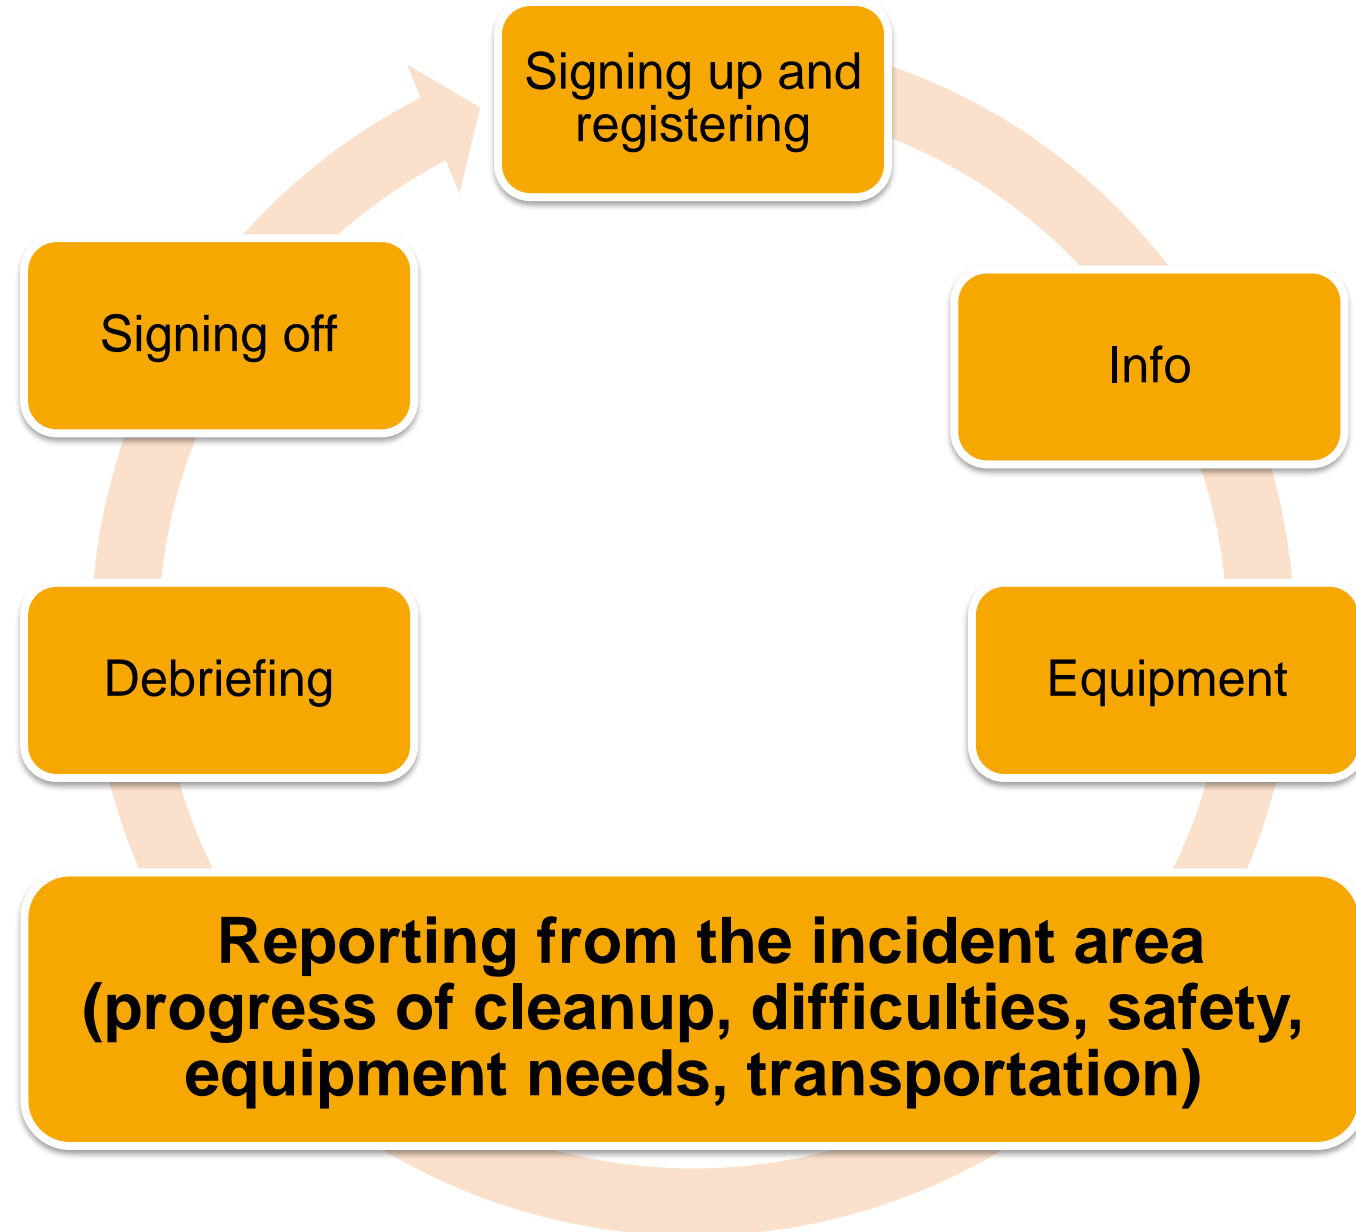 Signing up and
registering
Info
Equipment
Reporting from the incident area
(progress of cleanup, difficulties, safety,
equipment needs, transportation)
Debriefing
Signing off